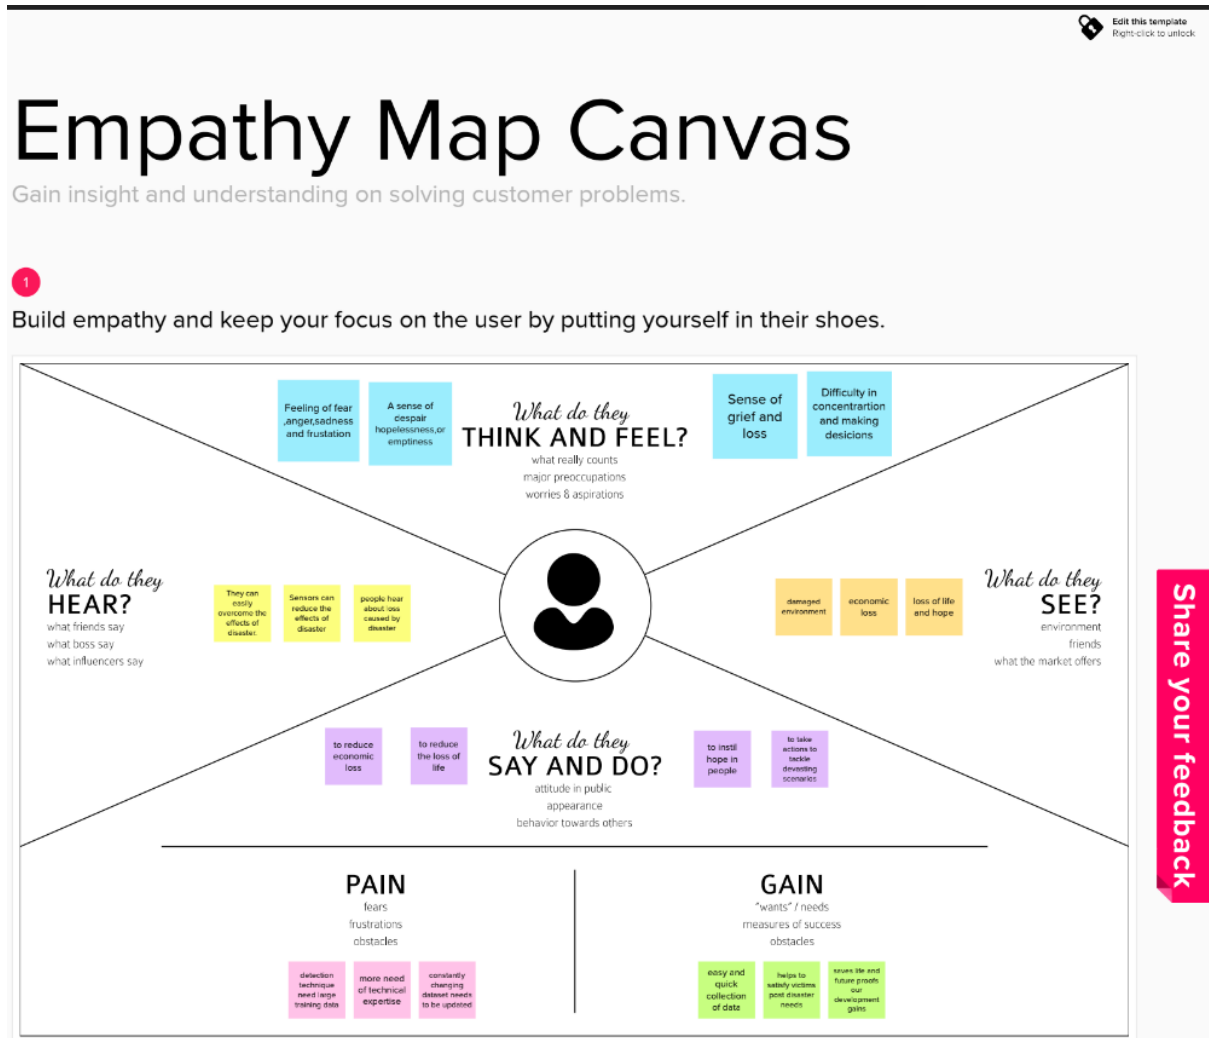 Edit this template
Right-click to unlock
Empathy Map Canvas
Gain insight and understanding on solving customer problems.
1
Build empathy and keep your focus on the user by putting yourself in their shoes.
Feeling of fear
,anger,sadness
and frustation
A sense of
despair
hopelessness,or
emptiness
What do they
THINK AND FEEL?
what really counts
major preoccupations
worries & aspirations
Sense of
grief and
loss
Difficulty in
concentrartion
and making
desicions
What do they
HEAR?
what friends say
what boss say
what influencers say
They can
easily
overcome the
effects of
disaster.
Sensors can
reduce the
effects of
disaster
people hear
about loss
caused by
disaster
damaged
environment
economic
loss
loss of life
and hope
What do they
SEE?
environment
friends
what the market offers
to reduce
economic
loss
to reduce
the loss of
life
What do they
SAY AND DO?
attitude in public
appearance
behavior towards others
to instil
hope in
people
to take
actions to
tackle
devasting
scenarios
PAIN
fears
frustrations
obstacles
detection
technique
need large
training data
more need
of technical
expertise
constantly
changing
dataset needs
to be updated
GAIN
"wants" / needs
measures of success
obstacles
easy and
quick
collection
of data
helps to
satisfy victims
post disaster
needs
saves life and
future proofs
our
development
gains
Share your feedback